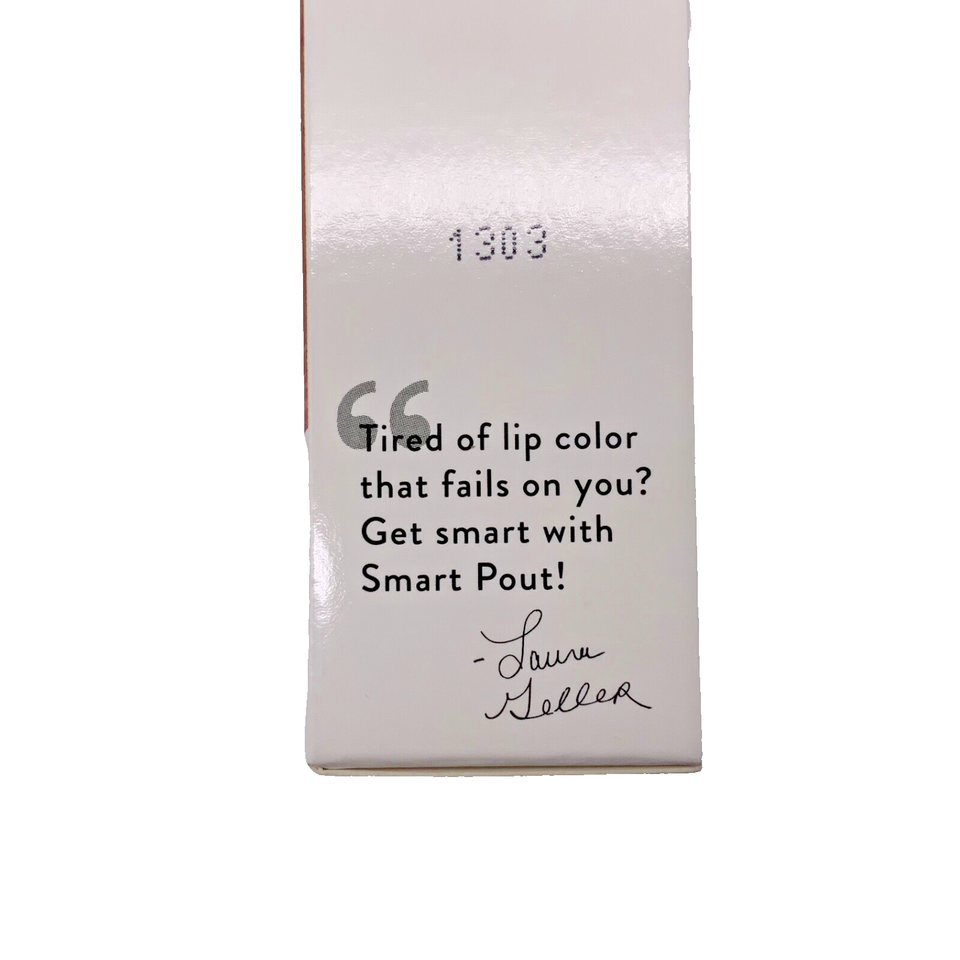 1303
“Tired of lip color
that fails on you?
Get smart with
Smart Pout!
- Laura
Geller